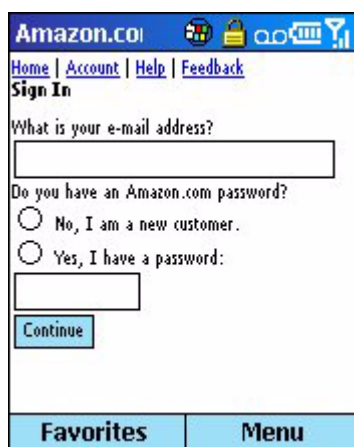 Amazon.co
Home | Account | Help | Feedback
Sign In
What is your e-mail address?
Do you have an Amazon.com password?
No, I am a new customer.
Yes, I have a password:
Continue
Favorites Menu